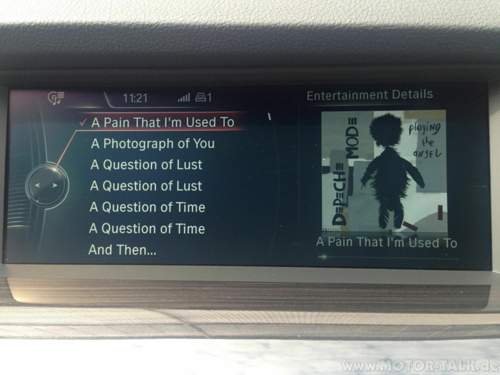 11:21
1
Entertainment Details
✓ A Pain That I'm Used To
A Photograph of You
A Question of Lust
A Question of Lust
A Question of Time
A Question of Time
And Then...
DEPECHE
MODE
playing
the
angel
A Pain That I'm Used To
www.MOTOR-TALK.de